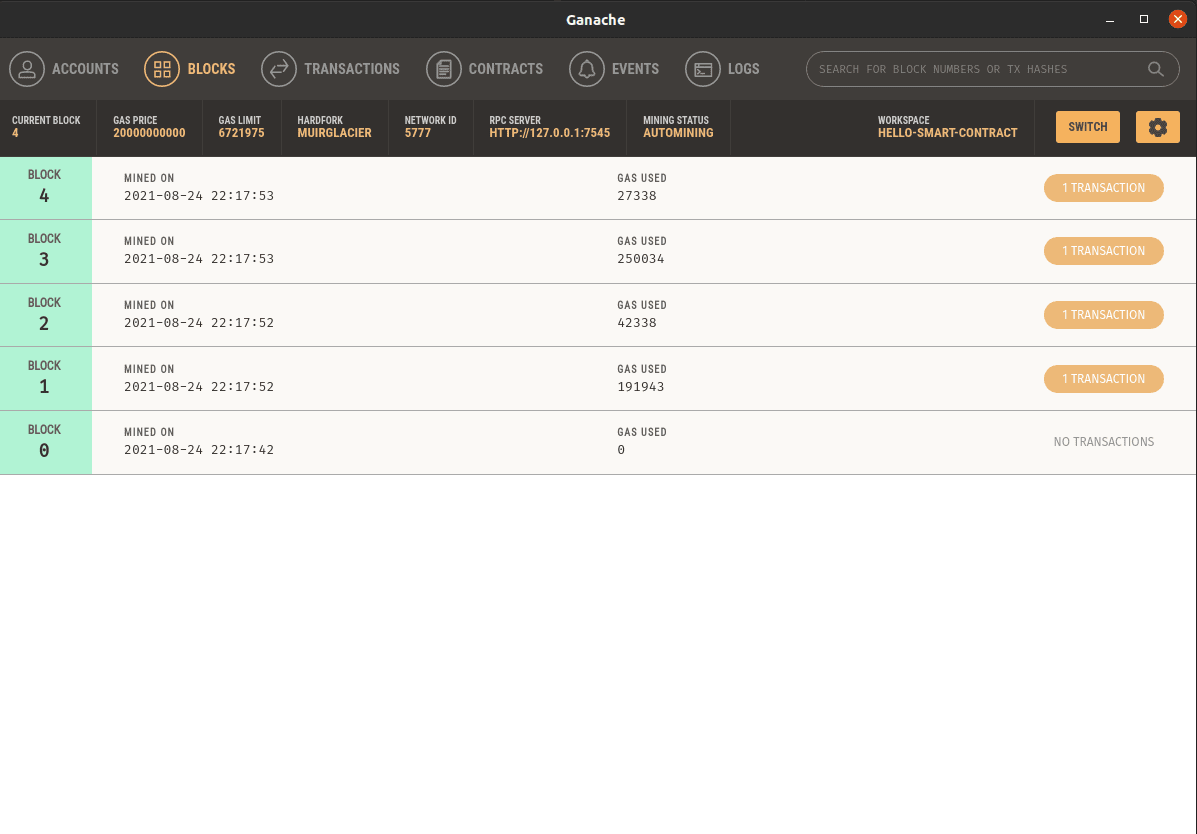 Ganache
ACCOUNTS BLOCKS TRANSACTIONS CONTRACTS EVENTS LOGS SEARCH FOR BLOCK NUMBERS OR TX HASHES
CURRENT BLOCK GAS PRICE GAS LIMIT HARDFORK NETWORK ID RPC SERVER MINING STATUS WORKSPACE
4 20000000000 6721975 MUIRGLACIER 5777 HTTP://127.0.0.1:7545 AUTOMINING HELLO-SMART-CONTRACT SWITCH
BLOCK MINED ON GAS USED
4 2021-08-24 22:17:53 27338 1 TRANSACTION
BLOCK MINED ON GAS USED
3 2021-08-24 22:17:53 250034 1 TRANSACTION
BLOCK MINED ON GAS USED
2 2021-08-24 22:17:52 42338 1 TRANSACTION
BLOCK MINED ON GAS USED
1 2021-08-24 22:17:52 191943 1 TRANSACTION
BLOCK MINED ON GAS USED
0 2021-08-24 22:17:42 0 NO TRANSACTIONS